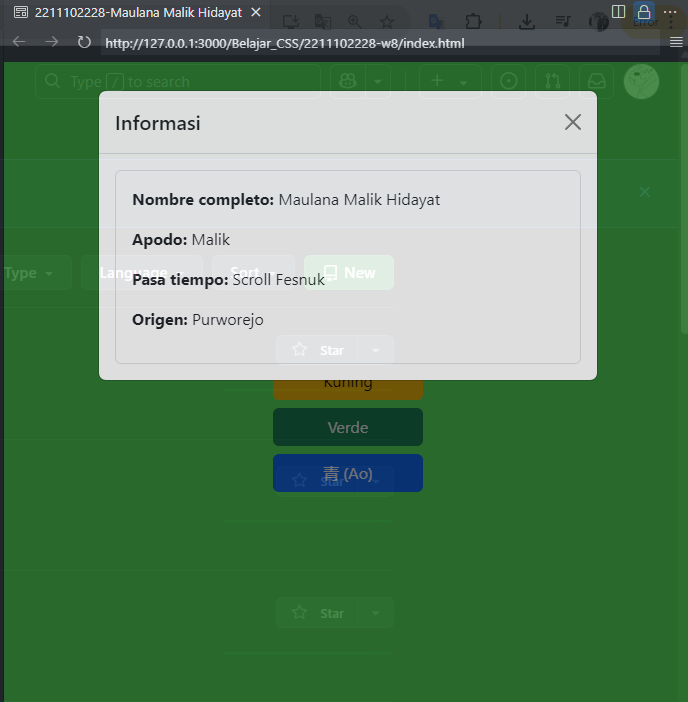 2211102228-Maulana Malik Hidayat
http://127.0.0.1:3000/Belajar_CSS/2211102228-w8/index.html
Type / to search
Informasi
Nombre completo: Maulana Malik Hidayat
Apodo: Malik
Type Language Sort New
Pasa tiempo: Scroll Fesnuk
Origen: Purworejo
Star
Kuning
Verde
青 (Ao)
Star
Star